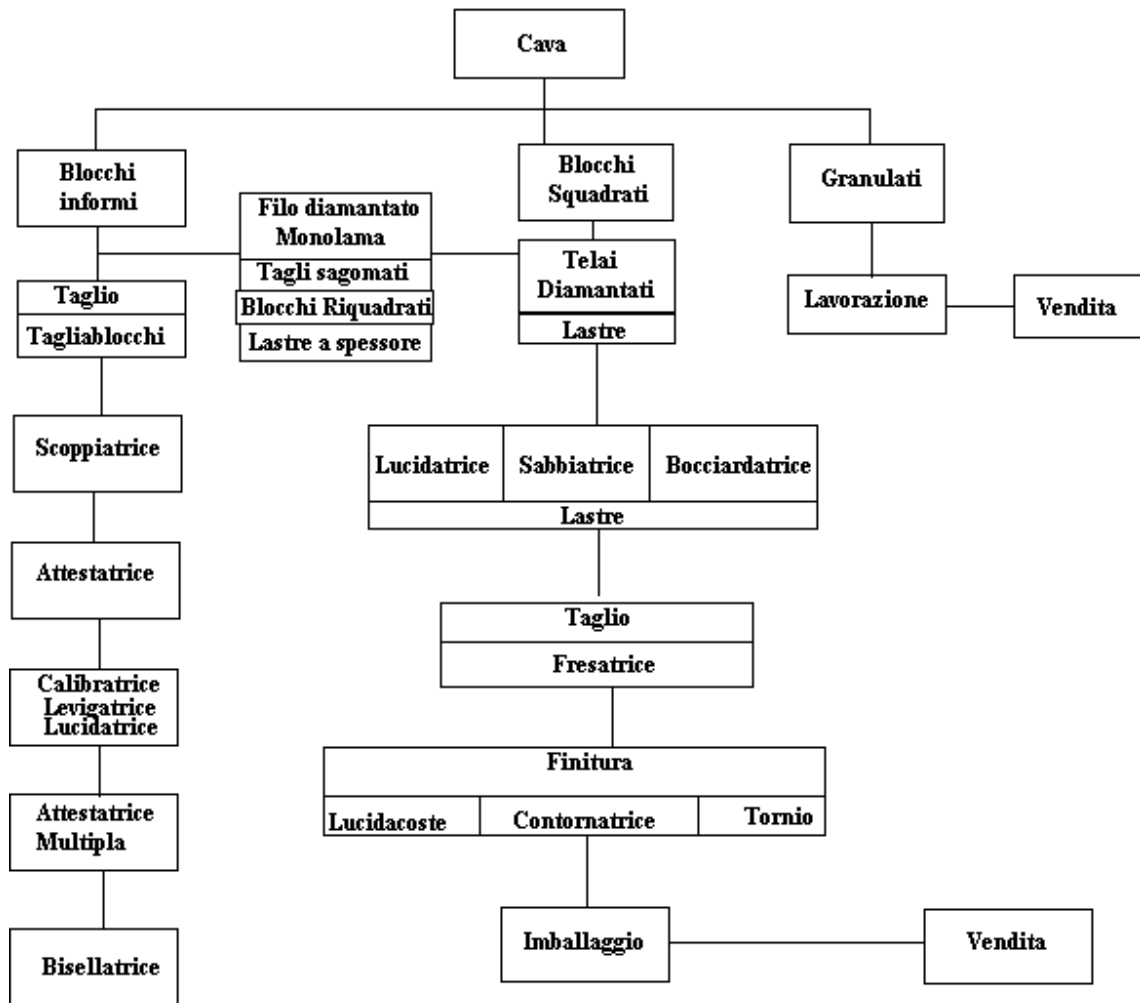 Cava
Blocchi
informi
Blocchi
Squadrati
Granulati
Filo diamantato
Monolama
Tagli sagomati
Blocchi Riquadrati
Lastre a spessore
Telai
Diamantati
Lastre
Lavorazione
Vendita
Taglio
Tagliablocchi
Scoppiatrice
Attestatrice
Calibratrice
Levigatrice
Lucidatrice
Attestatrice
Multipla
Bisellatrice
Lucidatrice
Sabbiatrice
Bocciardatrice
Lastre
Taglio
Fresatrice
Finitura
Lucidacoste
Contornatrice
Tornio
Imballaggio
Vendita